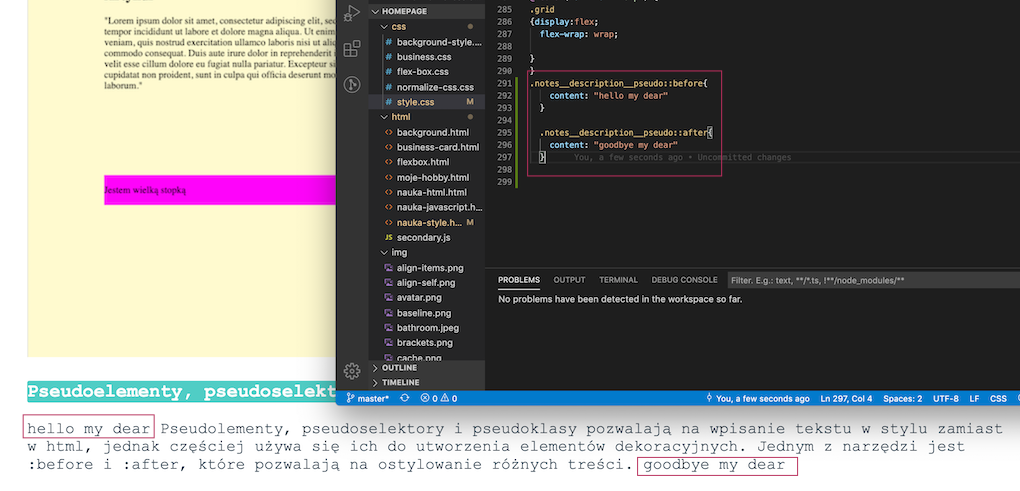 "Lorem ipsum dolor sit amet, consectetur adipiscing elit, sec
tempor incididunt ut labore et dolore magna aliqua. Ut enim
veniam, quis nostrud exercitation ullamco laboris nisi ut aliq
commodo consequat. Duis aute irure dolor in reprehenderit i
velit esse cillum dolore eu fugiat nulla pariatur. Excepteur si
cupidatat non proident, sunt in culpa qui officia deserunt mo
laborum."
Jestem wielką stopką
HOMEPAGE
css
# background-style....
# business.css
# flex-box.css
# normalize-css.css
# style.css M
html
<> background.html
<> business-card.html
<> flexbox.html
<> moje-hobby.html
<> nauka-html.html
<> nauka-javascript.h...
<> nauka-style.h... M
JS secondary.js
img
align-items.png
align-self.png
avatar.png
baseline.png
bathroom.jpeg
brackets.png
cache.png
OUTLINE
TIMELINE
285 .grid
286 {display:flex;
287 flex-wrap: wrap;
288
289 }
290 }
291 .notes__description__pseudo::before{
292 content: "hello my dear"
293 }
294
295 .notes__description__pseudo::after{
296 content: "goodbye my dear"
297 } You, a few seconds ago • Uncommitted changes
298
299
PROBLEMS OUTPUT TERMINAL DEBUG CONSOLE Filter. E.g.: text, **/*.ts, !**/node_modules/**
No problems have been detected in the workspace so far.
master* 0 0 You, a few seconds ago Ln 297, Col 4 Spaces: 2 UTF-8 LF CSS
Pseudoelementy, pseudoselekt
hello my dear Pseudolementy, pseudoselektory i pseudoklasy pozwalają na wpisanie tekstu w stylu zamiast
w html, jednak częściej używa się ich do utworzenia elementów dekoracyjnych. Jednym z narzędzi jest
:before i :after, które pozwalają na ostylowanie różnych treści. goodbye my dear